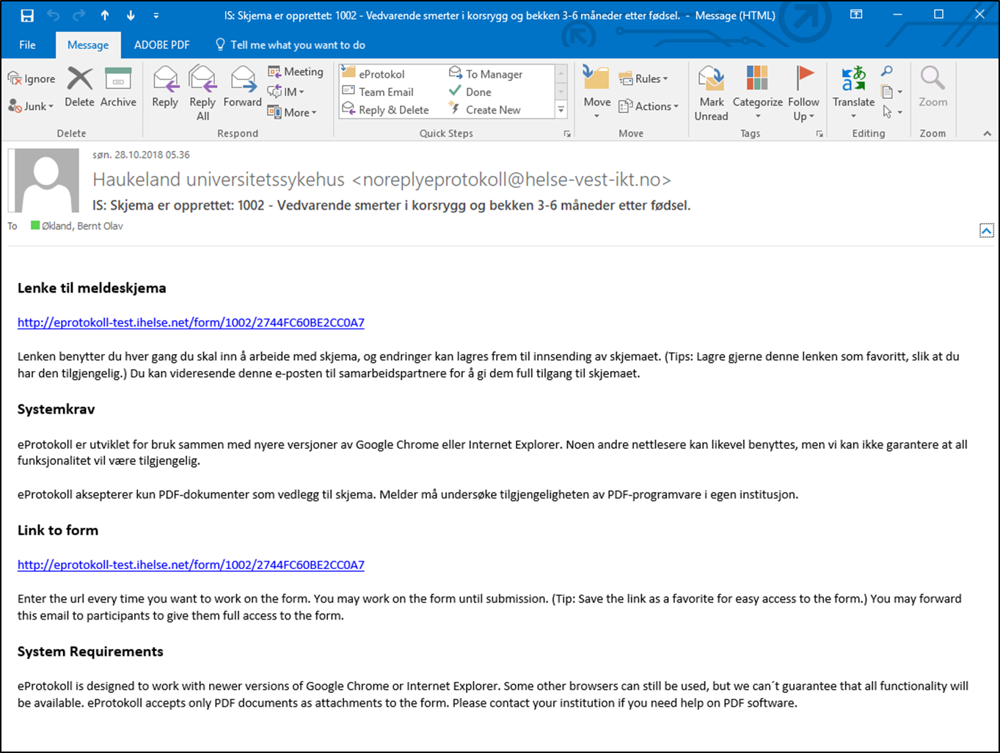 IS: Skjema er opprettet: 1002 - Vedvarende smerter i korsrygg og bekken 3-6 måneder etter fødsel. - Message (HTML)
File Message ADOBE PDF Tell me what you want to do
Ignore
Junk
Delete
Archive
Delete
Reply
Reply All
Forward
Meeting
IM
More
Respond
eProtokol
To Manager
Team Email
Done
Reply & Delete
Create New
Quick Steps
Move
Rules
Actions
Move
Mark Unread
Categorize
Follow Up
Tags
Translate
Editing
Zoom
Zoom
søn. 28.10.2018 05.36
Haukeland universitetssykehus <noreplyeprotokoll@helse-vest-ikt.no>
IS: Skjema er opprettet: 1002 - Vedvarende smerter i korsrygg og bekken 3-6 måneder etter fødsel.
To Økland, Bernt Olav
Lenke til meldeskjema
http://eprotokoll-test.ihelse.net/form/1002/2744FC60BE2CC0A7
Lenken benytter du hver gang du skal inn å arbeide med skjema, og endringer kan lagres frem til innsending av skjemaet. (Tips: Lagre gjerne denne lenken som favoritt, slik at du
har den tilgjengelig.) Du kan videresende denne e-posten til samarbeidspartnere for å gi dem full tilgang til skjemaet.
Systemkrav
eProtokoll er utviklet for bruk sammen med nyere versjoner av Google Chrome eller Internet Explorer. Noen andre nettlesere kan likevel benyttes, men vi kan ikke garantere at all
funksjonalitet vil være tilgjengelig.
eProtokoll aksepterer kun PDF-dokumenter som vedlegg til skjema. Melder må undersøke tilgjengeligheten av PDF-programvare i egen institusjon.
Link to form
http://eprotokoll-test.ihelse.net/form/1002/2744FC60BE2CC0A7
Enter the url every time you want to work on the form. You may work on the form until submission. (Tip: Save the link as a favorite for easy access to the form.) You may forward
this email to participants to give them full access to the form.
System Requirements
eProtokoll is designed to work with newer versions of Google Chrome or Internet Explorer. Some other browsers can still be used, but we can´t guarantee that all functionality will
be available. eProtokoll accepts only PDF documents as attachments to the form. Please contact your institution if you need help on PDF software.